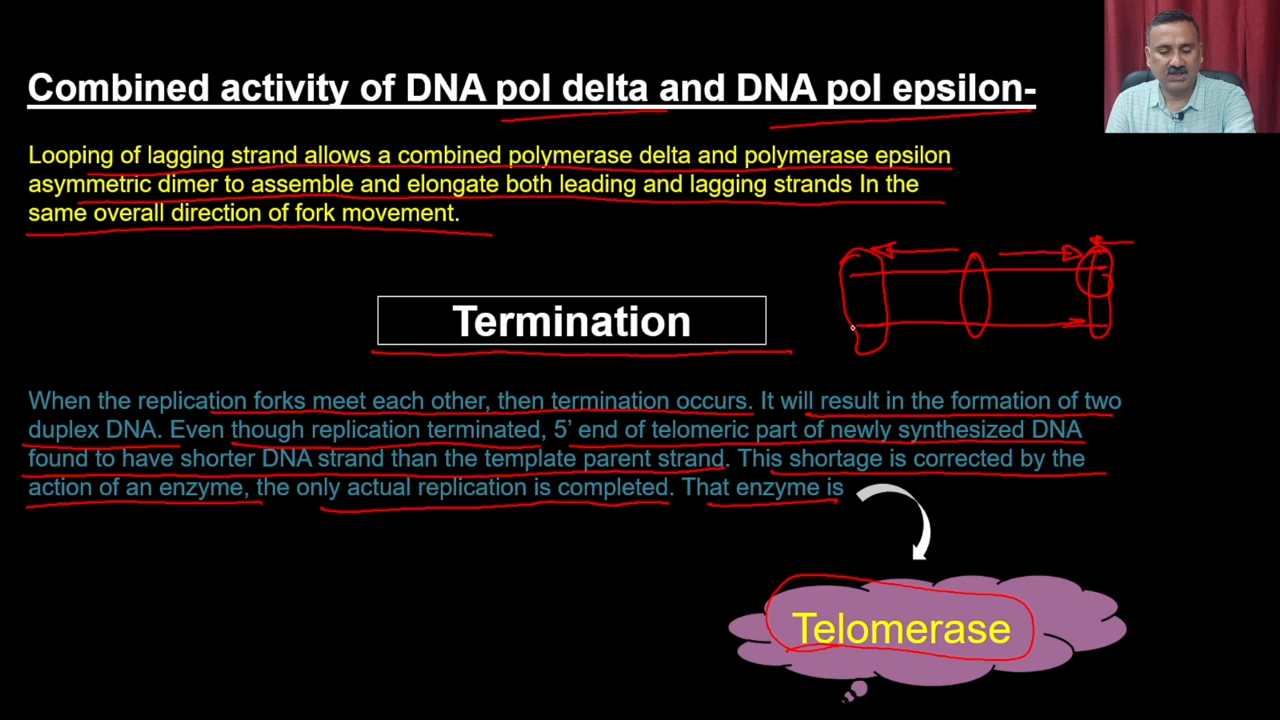 Combined activity of DNA pol delta and DNA pol epsilon-
Looping of lagging strand allows a combined polymerase delta and polymerase epsilon
asymmetric dimer to assemble and elongate both leading and lagging strands In the
same overall direction of fork movement.
Termination
When the replication forks meet each other, then termination occurs. It will result in the formation of two
duplex DNA. Even though replication terminated, 5’ end of telomeric part of newly synthesized DNA
found to have shorter DNA strand than the template parent strand. This shortage is corrected by the
action of an enzyme, the only actual replication is completed. That enzyme is
Telomerase